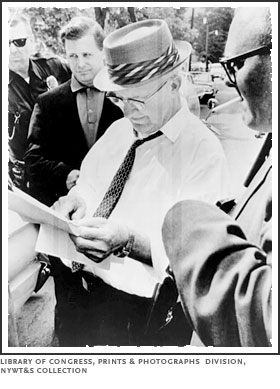 LIBRARY OF CONGRESS, PRINTS & PHOTOGRAPHS DIVISION,
NYWT&S COLLECTION